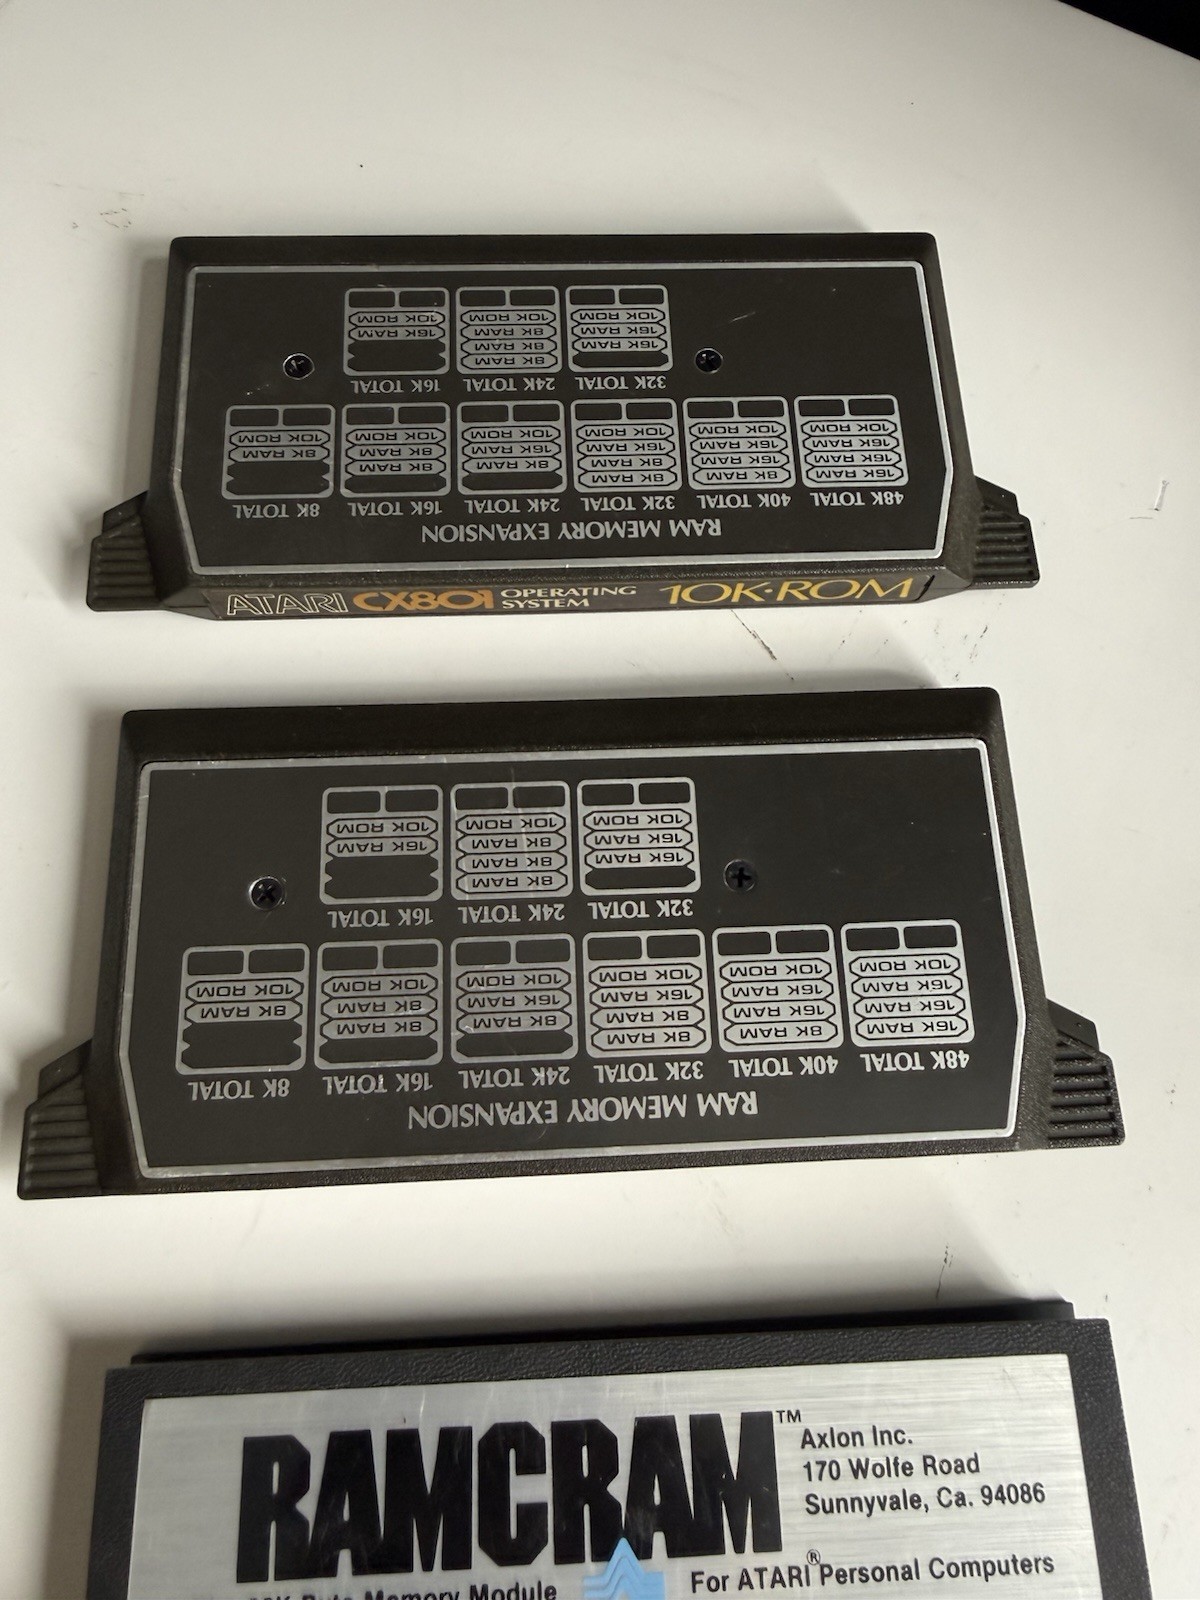 RAM MEMORY EXPANSION
48K TOTAL 40K TOTAL 32K TOTAL 24K TOTAL 16K TOTAL 8K TOTAL
16K RAM 8K RAM 8K RAM
16K RAM 16K RAM 8K RAM 8K RAM 8K RAM
16K RAM 16K RAM 16K RAM 16K RAM 8K RAM 8K RAM
10K ROM 10K ROM 10K ROM 10K ROM 10K ROM 10K ROM
32K TOTAL 24K TOTAL 16K TOTAL
8K RAM
16K RAM 8K RAM
16K RAM 8K RAM 16K RAM
10K ROM 10K ROM 10K ROM
ATARI CX801 OPERATING SYSTEM 10K•ROM
RAM MEMORY EXPANSION
48K TOTAL 40K TOTAL 32K TOTAL 24K TOTAL 16K TOTAL 8K TOTAL
16K RAM 8K RAM 8K RAM
16K RAM 16K RAM 8K RAM 8K RAM 8K RAM
16K RAM 16K RAM 16K RAM 16K RAM 8K RAM 8K RAM
10K ROM 10K ROM 10K ROM 10K ROM 10K ROM 10K ROM
32K TOTAL 24K TOTAL 16K TOTAL
8K RAM
16K RAM 8K RAM
16K RAM 8K RAM 16K RAM
10K ROM 10K ROM 10K ROM
RAMCRAM™
Axlon Inc.
170 Wolfe Road
Sunnyvale, Ca. 94086
Byte Memory Module
For ATARI® Personal Computers